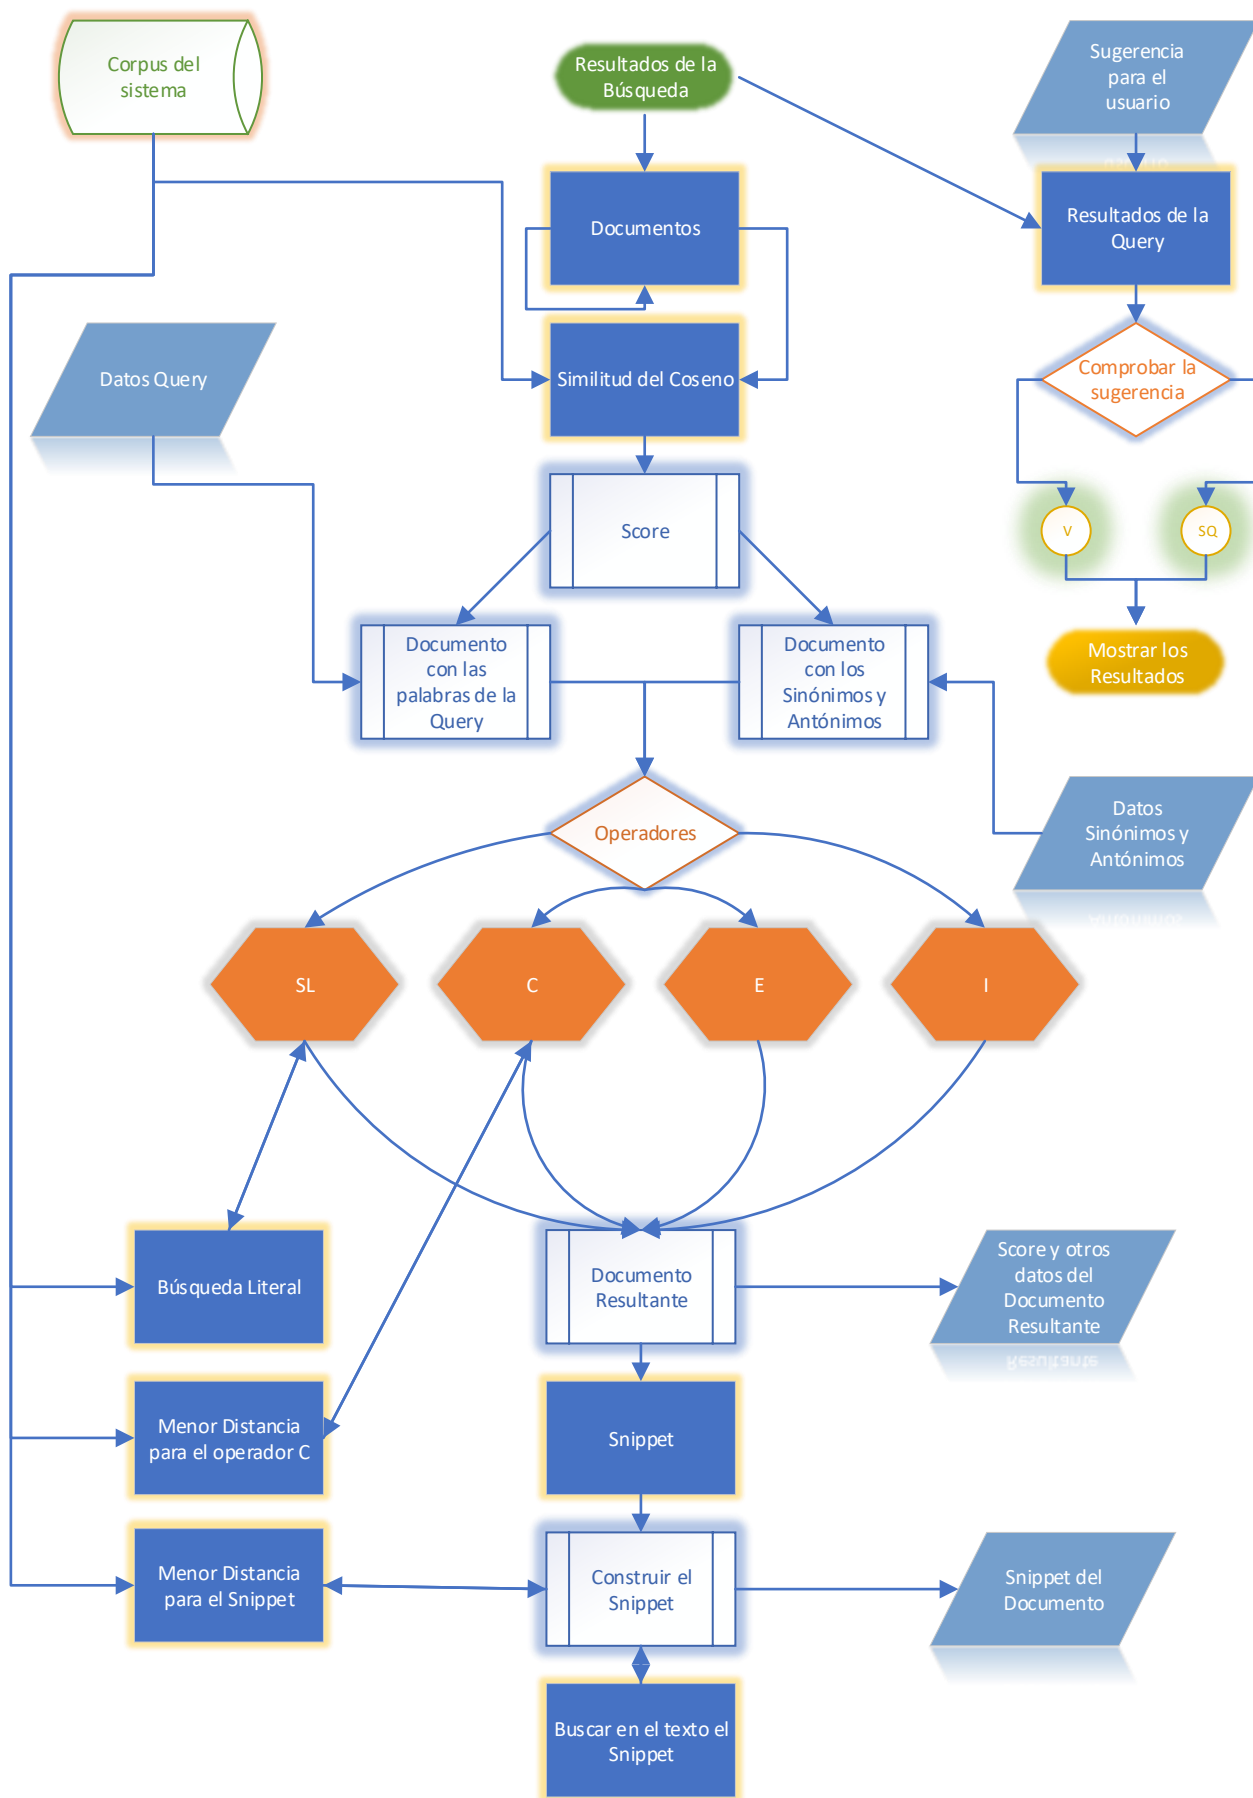 Corpus del
sistema
Resultados de la
Búsqueda
Sugerencia
para el
usuario
Documentos
Resultados de la
Query
Datos Query
Similitud del Coseno
Comprobar la
sugerencia
Score
V
SQ
Documento
con las
palabras de la
Query
Documento
con los
Sinónimos y
Antónimos
Mostrar los
Resultados
Operadores
Datos
Sinónimos y
Antónimos
SL
C
E
I
Búsqueda Literal
Documento
Resultante
Score y otros
datos del
Documento
Resultante
Menor Distancia
para el operador C
Snippet
Menor Distancia
para el Snippet
Construir el
Snippet
Snippet del
Documento
Buscar en el texto el
Snippet